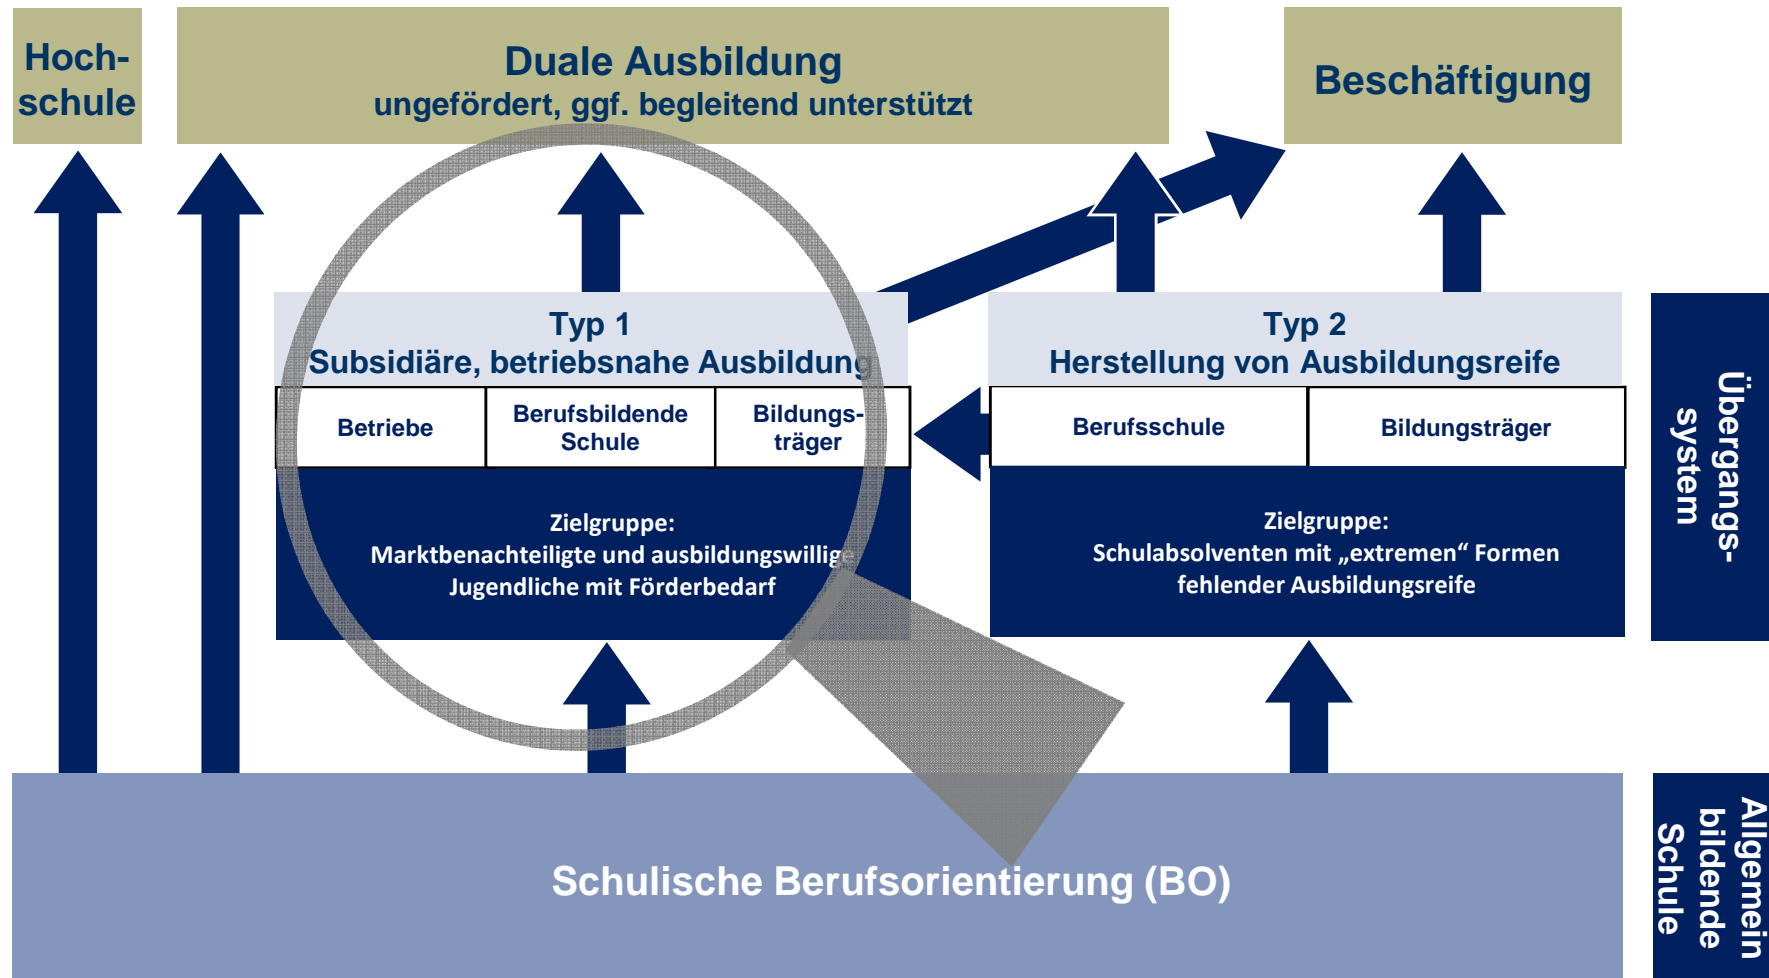 Hoch-
schule
Duale Ausbildung
ungefördert, ggf. begleitend unterstützt
Beschäftigung
Typ 1
Subsidiäre, betriebsnahe Ausbildung
Betriebe
Berufsbildende
Schule
Bildungs-
träger
Zielgruppe:
Marktbenachteiligte und ausbildungswillige
Jugendliche mit Förderbedarf
Typ 2
Herstellung von Ausbildungsreife
Berufsschule
Bildungsträger
Zielgruppe:
Schulabsolventen mit „extremen“ Formen
fehlender Ausbildungsreife
Übergangs-
system
Schulische Berufsorientierung (BO)
Allgemein
bildende
Schule